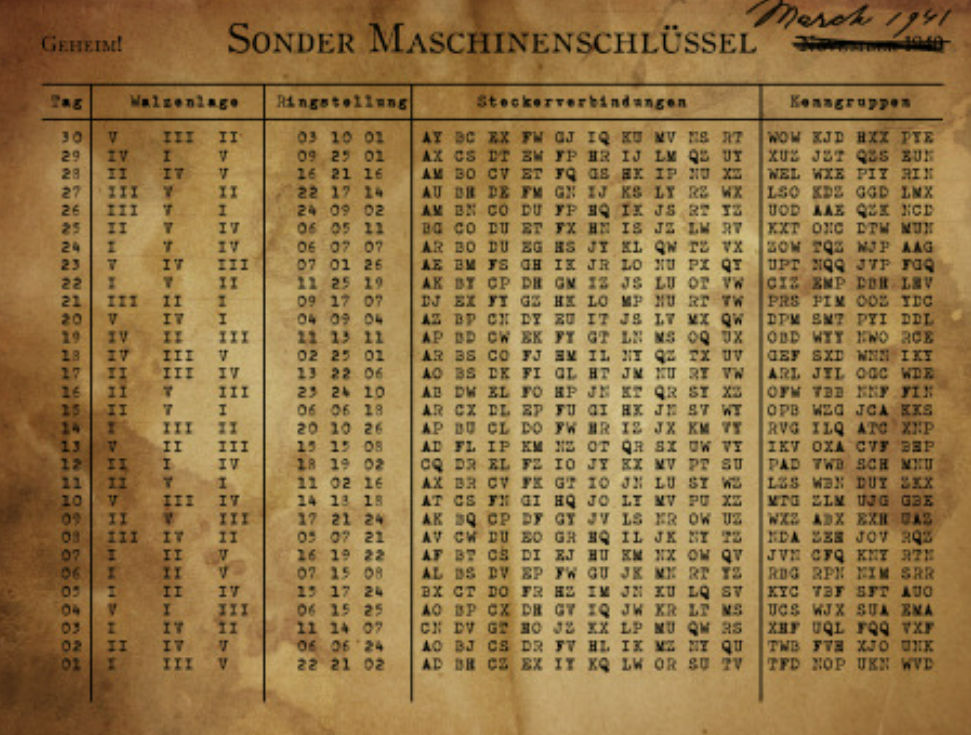 March 1941
GEHEIM! SONDER MASCHINENSCHLÜSSEL NOVEMBER 1940
Tag Walzenlage Ringstellung Steckerverbindungen Kenngruppen
30 V III II 03 10 01 AY BC EX FW GJ IQ KU MV NS RT WOW KJD HXX PYE
29 IV I V 09 25 01 AX CS DT EW FP HR IJ LM QZ UY XUZ JZT QZS EUN
28 II IV V 16 21 16 AM BO CV ET FQ GS HK IP NU XZ WEL WXE PIY RIN
27 III V II 22 17 14 AU BH DE FM GN IJ KS LY RZ WX LSO KDZ GGD LMX
26 III V I 24 09 02 AM BN CO DU FP HQ IK JS RT YZ UOD AAE QZK NCD
25 II V IV 06 05 11 BG CO DU ET FX HN IS JZ LW RV KXT ONC DTW MUN
24 I V IV 06 07 07 AR BO DU EG HS JY KL QW TZ VX ZOW TQZ WJP AAG
23 V IV III 07 01 26 AE BM FS GH IK JR LO NU PX QY UPT NQQ JVP FGQ
22 I V II 11 25 19 AK BY CP DH GM IZ JS LU OT VW CIZ EMP DBH LHV
21 III II I 09 17 07 DJ EX FY GZ HK LO MP NU RT VW PRS PIM OOZ YDC
20 V IV I 04 09 04 AZ BP CN DY EU IT JS LV MX QW DPM SMT PYI DDL
19 IV II III 11 13 11 AP BD CW EK FY GT LN MS OQ UX OBD WYY NWO RCE
18 IV III V 02 25 01 AR BS CO FJ HM IL NY QZ TX UV GEF SXD WNN IKY
17 II III IV 13 22 06 AO BS DK FI GL HT JM NU RY VW ARL JYL OGC WDE
16 II V III 23 24 10 AB DW EL FO HP JN KT QR SY XZ OFW VBB NNF FIN
15 II V I 06 06 18 AR CX DL EP FU GI HK JN SV WY OPB WZG JCA KKS
14 I III II 20 10 26 AP BU CL DO FW HR IZ JX KM VY RVG ILQ ATC XNP
13 V II III 15 15 08 AD FL IP KM NZ OT QR SX UW VY IKV OXA CVF BHP
12 II I IV 18 19 02 CQ DR EL FZ IO JY KX MV PT SU PAD VWB SCH MNU
11 II V I 11 02 16 AX BR CV FK GT IO JN LU SY WZ LZS WBN DUY ZKX
10 V III IV 14 18 18 AT CS FN GI HQ JO LY MV PU XZ MTG ZLM UJG GBE
09 II V III 17 21 24 AK BQ CP DF GY JV LS NR OW UZ WXZ ABX EXH UAZ
08 III IV II 05 07 21 AV CW DU EO GR HQ IL JK NY TZ NDA ZEH JOV RQZ
07 I II V 16 19 22 AF BT CS DI EJ HU KM NX OW QV JVN CFQ KNY RTN
06 I II V 07 15 08 AL BS DV EP FW GU JK MN RT YZ RBG RPN NIM SRR
05 I II IV 15 17 24 BX CT DO FR HZ IM JN KU LQ SV KYC VBF SFT AUO
04 V I III 06 15 25 AO BP CX DH GV IQ JW KR LT MS UCS WJX SUA EMA
03 I IV II 11 14 07 CN DV GT HO JZ KX LP MU QW RS XHF UQL FQQ VXF
02 II IV V 06 06 24 AO BJ CS DR FV HL IK MZ NY QU TWB FVH XJO UNK
01 I III V 22 21 02 AD BH CZ EX IY KQ LW OR SU TV TFD NOP UKN WVD